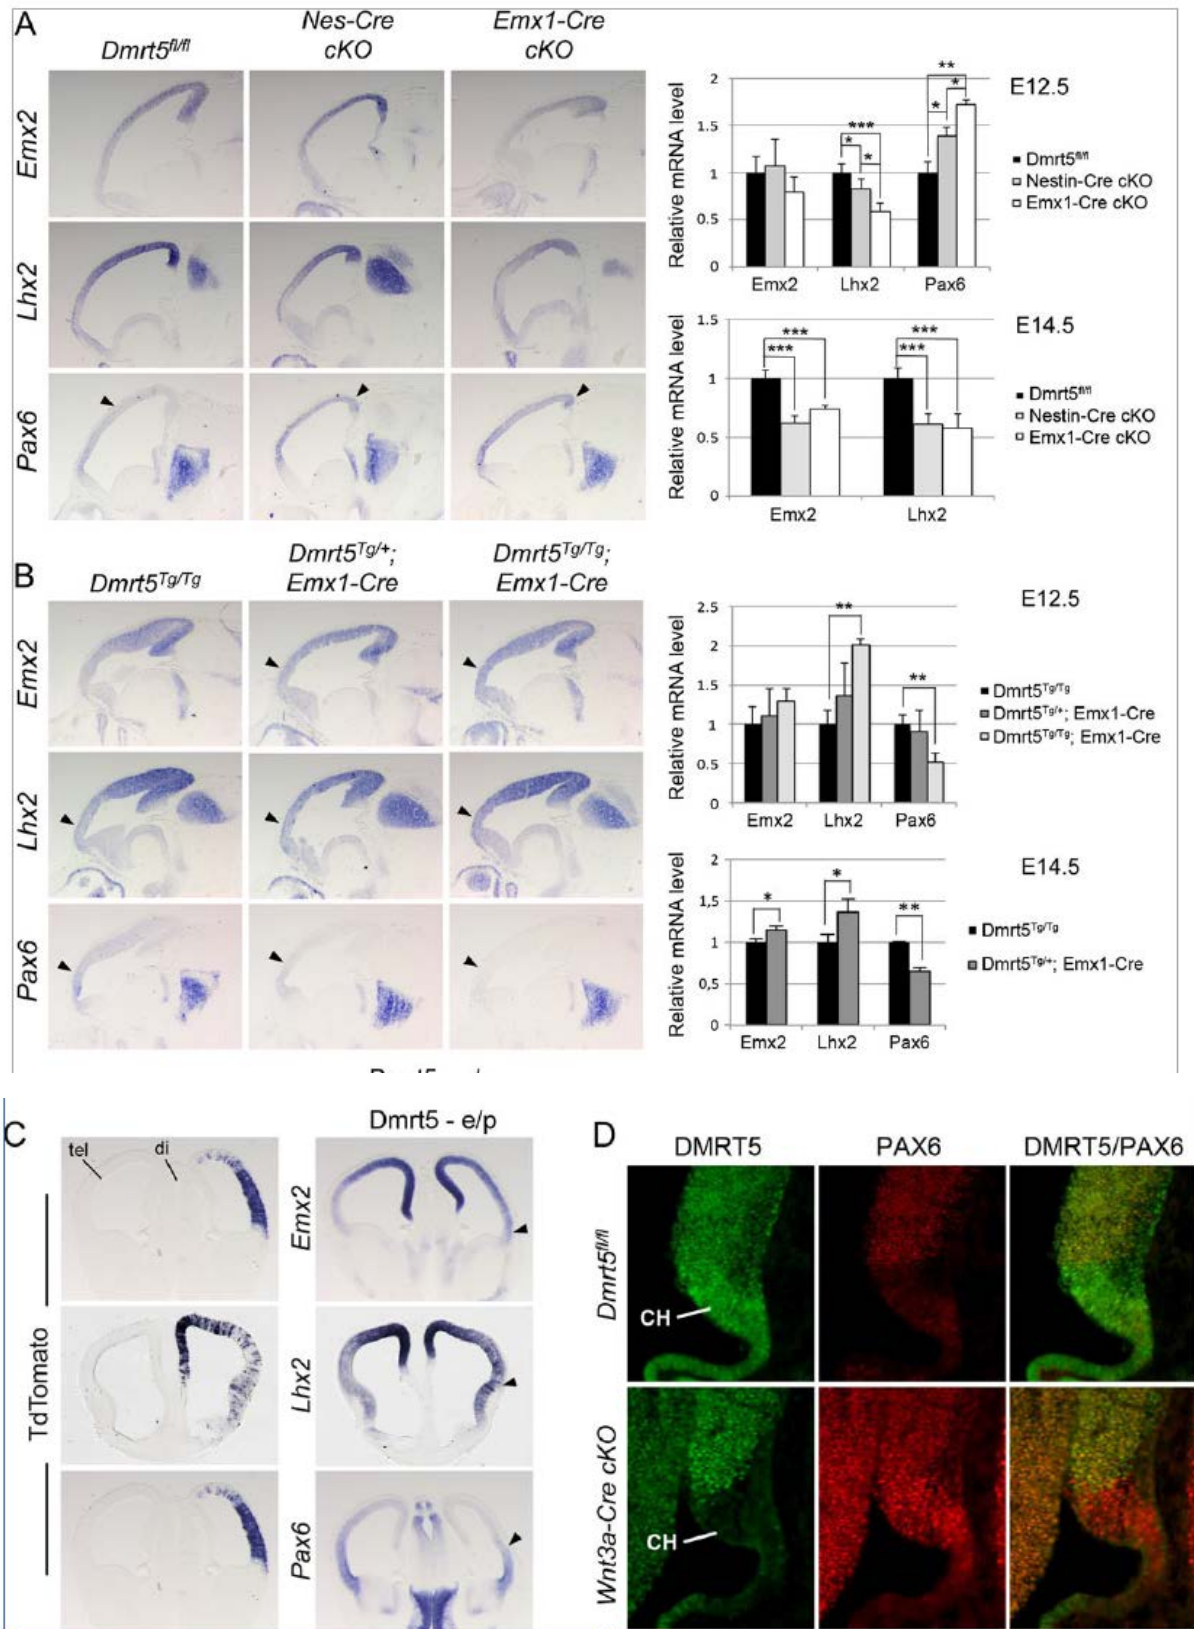 A
Dmrt5fl/fl
Nes-Cre
cKO
Emx1-Cre
cKO
Emx2
Lhx2
Pax6
Relative mRNA level
2
1.5
1
0.5
0
**
*
*
***
*
*
Emx2 Lhx2 Pax6
E12.5
Dmrt5fl/fl
Nestin-Cre cKO
Emx1-Cre cKO
Relative mRNA level
1.5
1
0.5
0
***
***
***
***
Emx2 Lhx2
E14.5
Dmrt5fl/fl
Nestin-Cre cKO
Emx1-Cre cKO
B
Dmrt5Tg/Tg
Dmrt5Tg/+;
Emx1-Cre
Dmrt5Tg/Tg;
Emx1-Cre
Emx2
Lhx2
Pax6
Relative mRNA level
2.5
2
1.5
1
0.5
0
**
**
Emx2 Lhx2 Pax6
E12.5
Dmrt5Tg/Tg
Dmrt5Tg/+; Emx1-Cre
Dmrt5Tg/Tg; Emx1-Cre
Relative mRNA level
2
1,5
1
0,5
0
*
*
**
Emx2 Lhx2 Pax6
E14.5
Dmrt5Tg/Tg
Dmrt5Tg/+; Emx1-Cre
C
Dmrt5 - e/p
tel
di
TdTomato
Emx2
Lhx2
Pax6
D
DMRT5 PAX6 DMRT5/PAX6
Dmrt5fl/fl
CH
Wnt3a-Cre cKO
CH